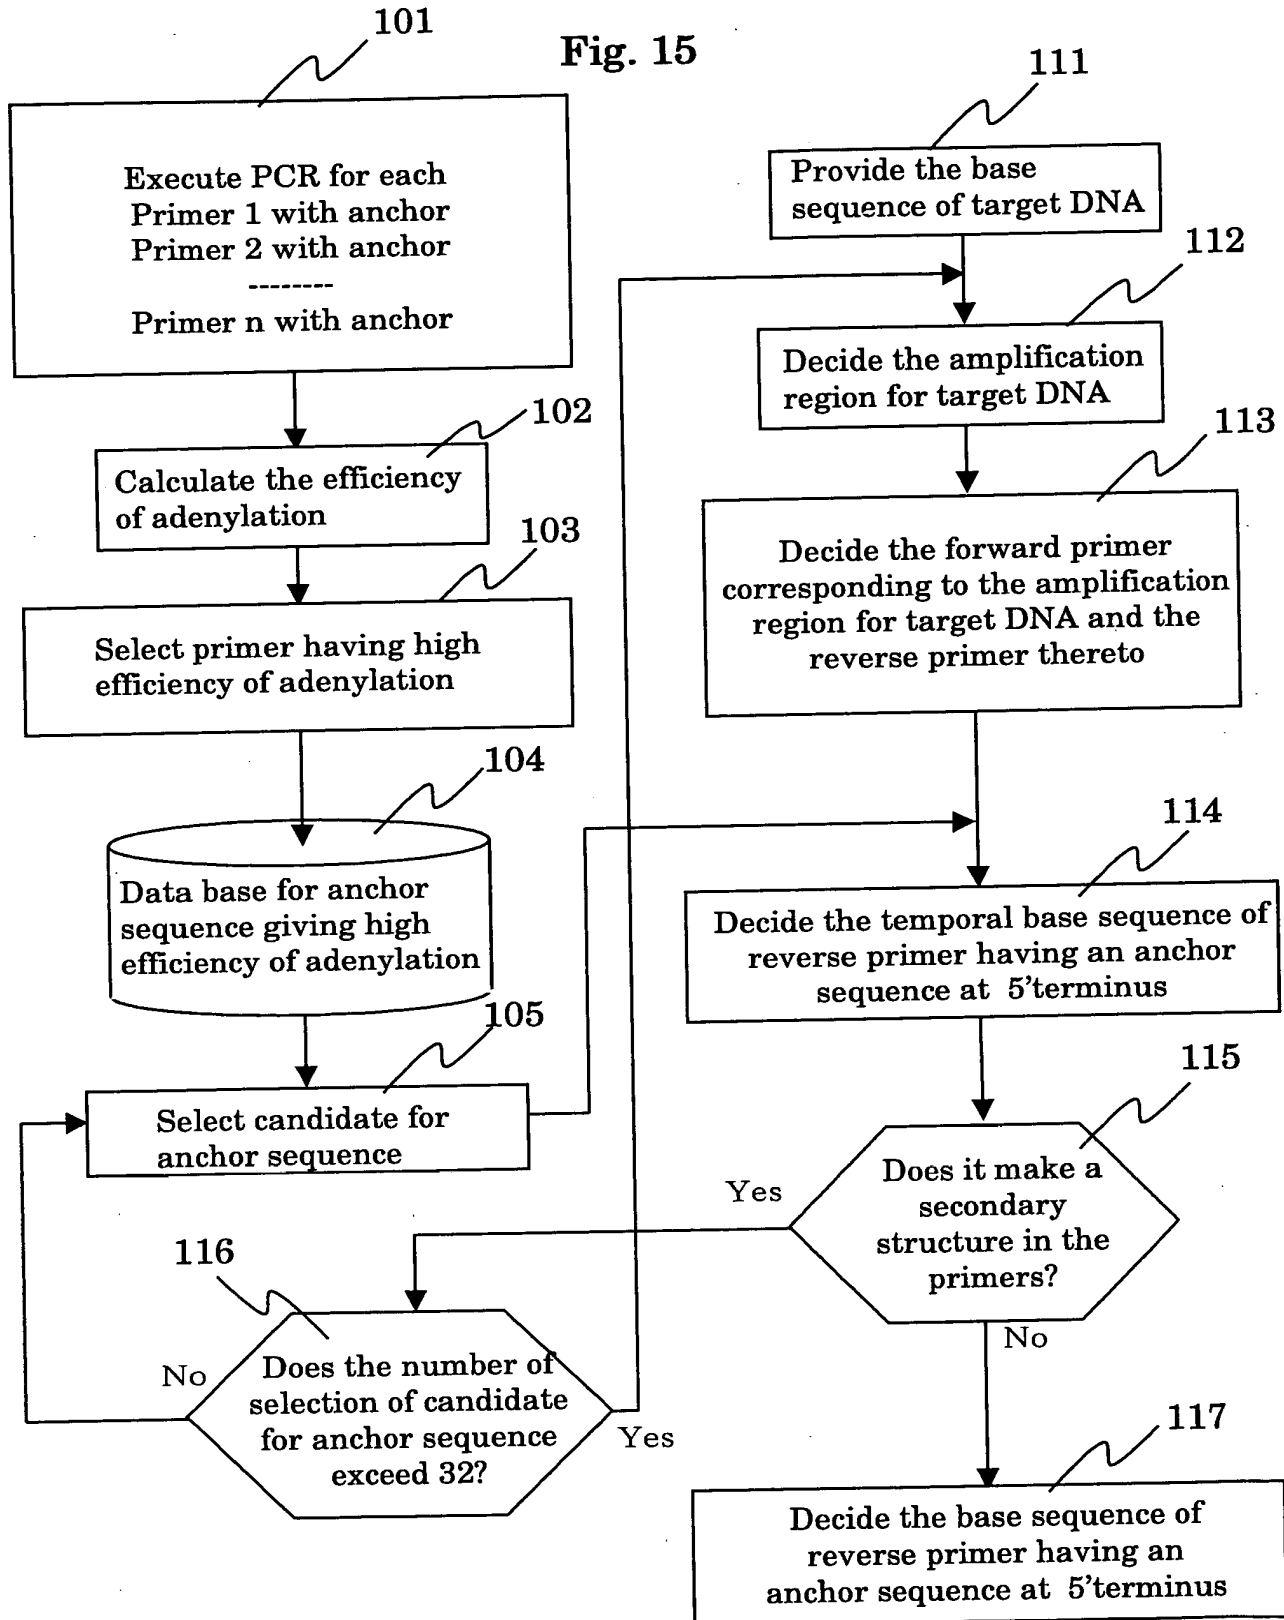 Fig. 15
101
Execute PCR for each
Primer 1 with anchor
Primer 2 with anchor
--------
Primer n with anchor
102
Calculate the efficiency
of adenylation
103
Select primer having high
efficiency of adenylation
104
Data base for anchor
sequence giving high
efficiency of adenylation
105
Select candidate for
anchor sequence
111
Provide the base
sequence of target DNA
112
Decide the amplification
region for target DNA
113
Decide the forward primer
corresponding to the amplification
region for target DNA and the
reverse primer thereto
114
Decide the temporal base sequence of
reverse primer having an anchor
sequence at 5'terminus
115
Does it make a
secondary
structure in the
primers?
Yes
No
116
Does the number of
selection of candidate
for anchor sequence
exceed 32?
No
Yes
117
Decide the base sequence of
reverse primer having an
anchor sequence at 5'terminus